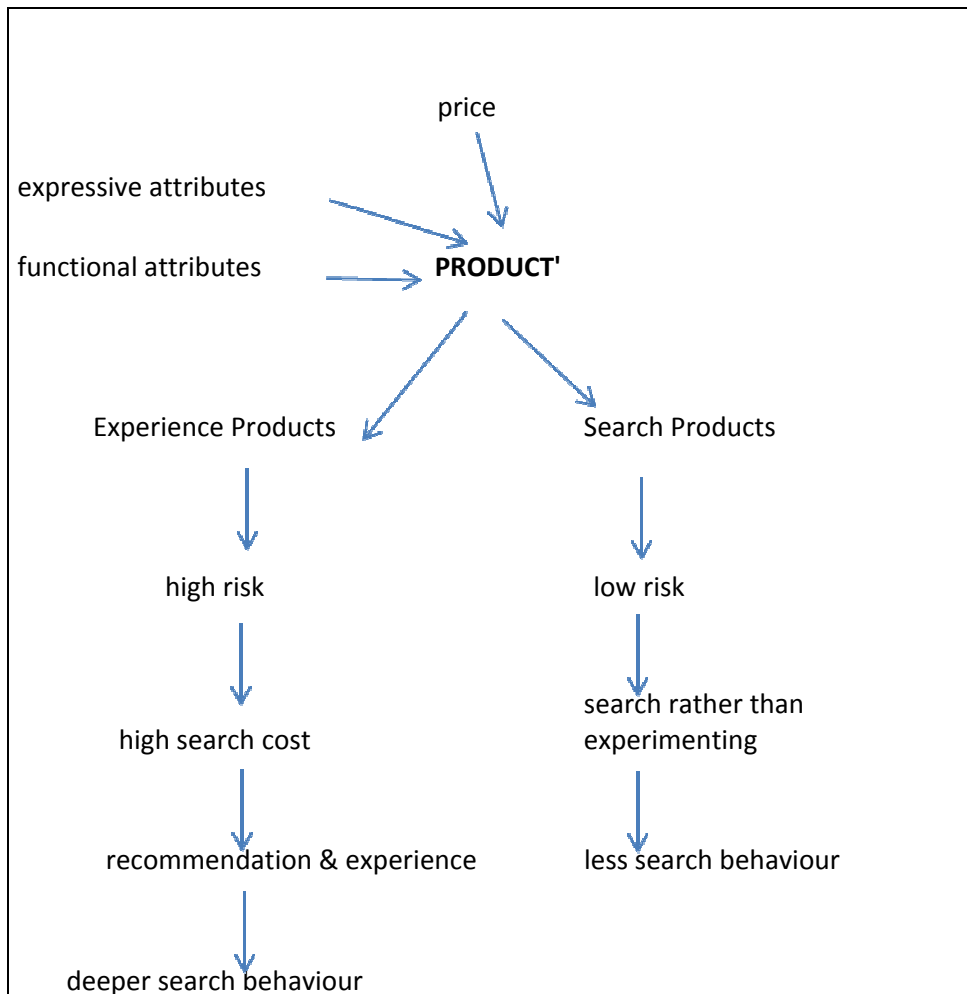 price
expressive attributes
functional attributes
PRODUCT'
Experience Products
Search Products
high risk
low risk
search rather than
experimenting
high search cost
recommendation & experience
less search behaviour
deeper search behaviour